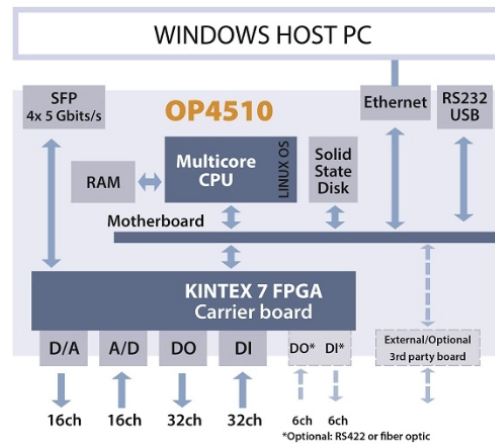 WINDOWS HOST PC
SFP
4x 5 Gbits/s
OP4510
Ethernet
RS232
USB
RAM
Multicore
CPU
LINUX OS
Solid
State
Disk
Motherboard
KINTEX 7 FPGA
Carrier board
D/A
A/D
DO
DI
DO*
DI*
External/Optional
3rd party board
16ch
16ch
32ch
32ch
6ch
6ch
*Optional: RS422 or fiber optic